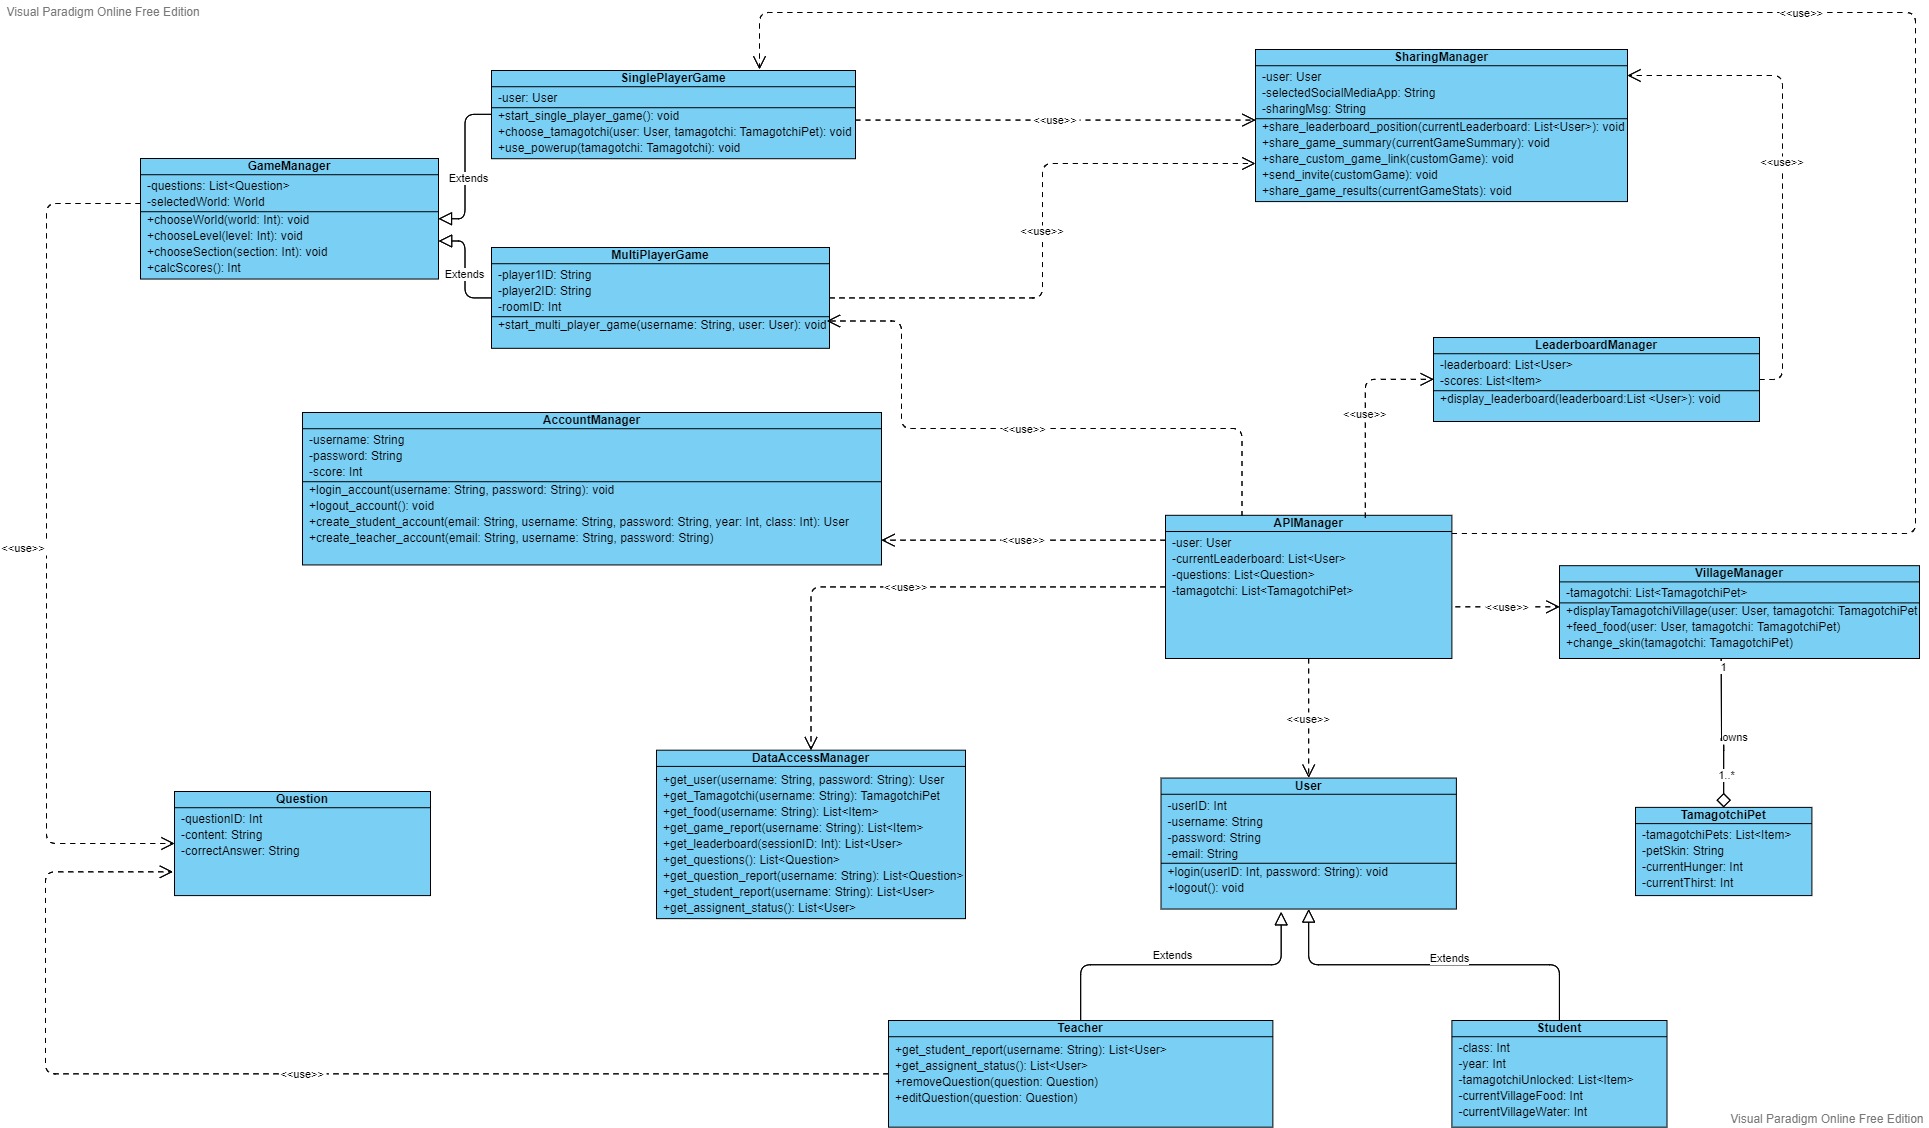 Visual Paradigm Online Free Edition
<<use>>
SinglePlayerGame
-user: User
+start_single_player_game(): void
+choose_tamagotchi(user: User, tamagotchi: TamagotchiPet): void
+use_powerup(tamagotchi: Tamagotchi): void
<<use>>
SharingManager
-user: User
-selectedSocialMediaApp: String
-sharingMsg: String
+share_leaderboard_position(currentLeaderboard: List<User>): void
+share_game_summary(currentGameSummary): void
+share_custom_game_link(customGame): void
+send_invite(customGame): void
+share_game_results(currentGameStats): void
<<use>>
GameManager
-questions: List<Question>
-selectedWorld: World
+chooseWorld(world: Int): void
+chooseLevel(level: Int): void
+chooseSection(section: Int): void
+calcScores(): Int
Extends
Extends
<<use>>
MultiPlayerGame
-player1ID: String
-player2ID: String
-roomID: Int
+start_multi_player_game(username: String, user: User): void
LeaderboardManager
-leaderboard: List<User>
-scores: List<Item>
+display_leaderboard(leaderboard:List <User>): void
<<use>>
<<use>>
AccountManager
-username: String
-password: String
-score: Int
+login_account(username: String, password: String): void
+logout_account(): void
+create_student_account(email: String, username: String, password: String, year: Int, class: Int): User
+create_teacher_account(email: String, username: String, password: String)
<<use>>
<<use>>
<<use>>
APIManager
-user: User
-currentLeaderboard: List<User>
-questions: List<Question>
-tamagotchi: List<TamagotchiPet>
<<use>>
VillageManager
-tamagotchi: List<TamagotchiPet>
+displayTamagotchiVillage(user: User, tamagotchi: TamagotchiPet
+feed_food(user: User, tamagotchi: TamagotchiPet)
+change_skin(tamagotchi: TamagotchiPet)
1
owns
1..*
<<use>>
DataAccessManager
+get_user(username: String, password: String): User
+get_Tamagotchi(username: String): TamagotchiPet
+get_food(username: String): List<Item>
+get_game_report(username: String): List<Item>
+get_leaderboard(sessionID: Int): List<User>
+get_questions(): List<Question>
+get_question_report(username: String): List<Question>
+get_student_report(username: String): List<User>
+get_assignent_status(): List<User>
Question
-questionID: Int
-content: String
-correctAnswer: String
User
-userID: Int
-username: String
-password: String
-email: String
+login(userID: Int, password: String): void
+logout(): void
TamagotchiPet
-tamagotchiPets: List<Item>
-petSkin: String
-currentHunger: Int
-currentThirst: Int
Extends
Extends
Teacher
+get_student_report(username: String): List<User>
+get_assignent_status(): List<User>
+removeQuestion(question: Question)
+editQuestion(question: Question)
<<use>>
Student
-class: Int
-year: Int
-tamagotchiUnlocked: List<Item>
-currentVillageFood: Int
-currentVillageWater: Int
Visual Paradigm Online Free Edition